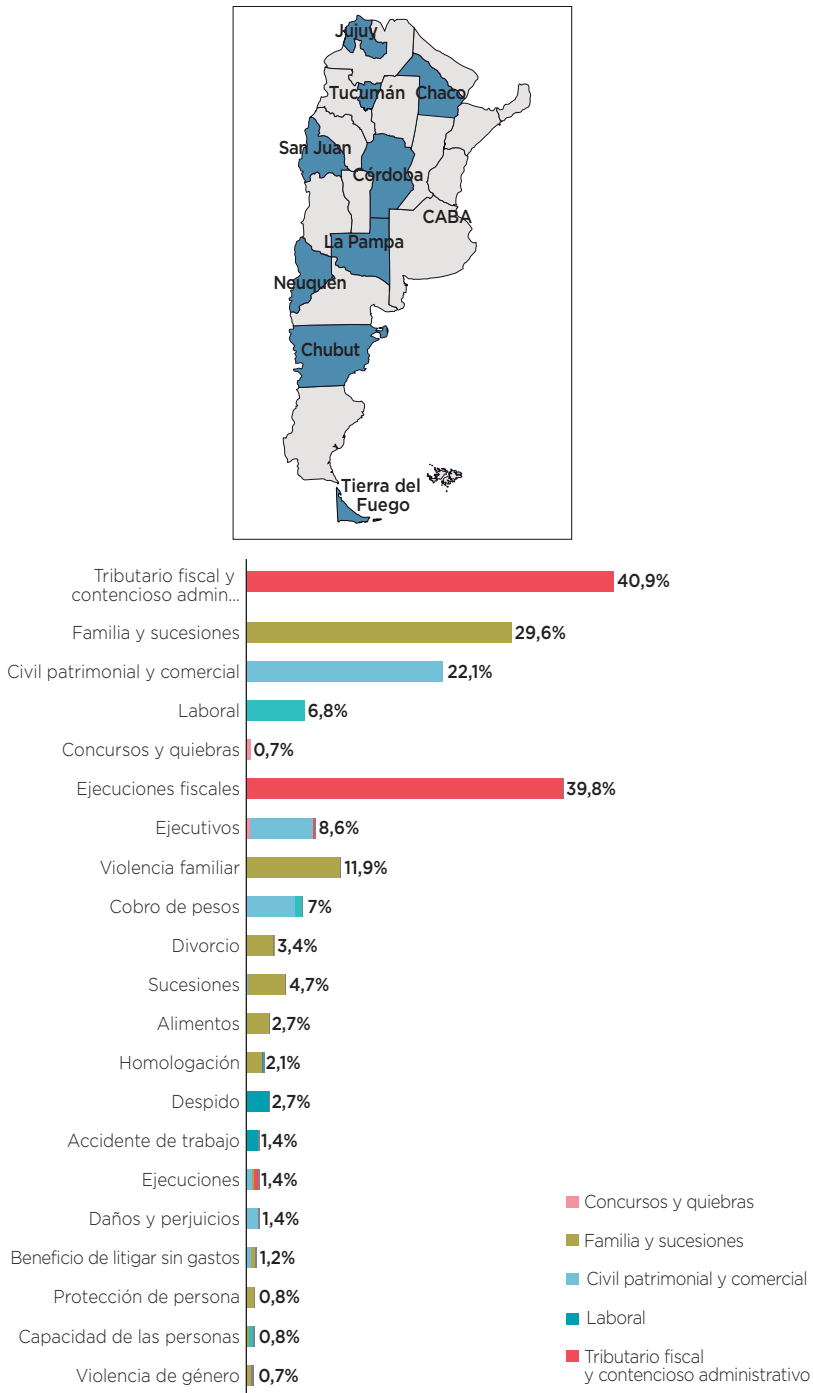 Jujuy
Tucumán
Chaco
San Juan
Córdoba
CABA
La Pampa
Neuquén
Chubut
Tierra del
Fuego
Tributario fiscal y
contencioso admin... 40,9%
Familia y sucesiones 29,6%
Civil patrimonial y comercial 22,1%
Laboral 6,8%
Concursos y quiebras 0,7%
Ejecuciones fiscales 39,8%
Ejecutivos 8,6%
Violencia familiar 11,9%
Cobro de pesos 7%
Divorcio 3,4%
Sucesiones 4,7%
Alimentos 2,7%
Homologación 2,1%
Despido 2,7%
Accidente de trabajo 1,4%
Ejecuciones 1,4%
Daños y perjuicios 1,4%
Beneficio de litigar sin gastos 1,2%
Protección de persona 0,8%
Capacidad de las personas 0,8%
Violencia de género 0,7%
Concursos y quiebras
Familia y sucesiones
Civil patrimonial y comercial
Laboral
Tributario fiscal
y contencioso administrativo